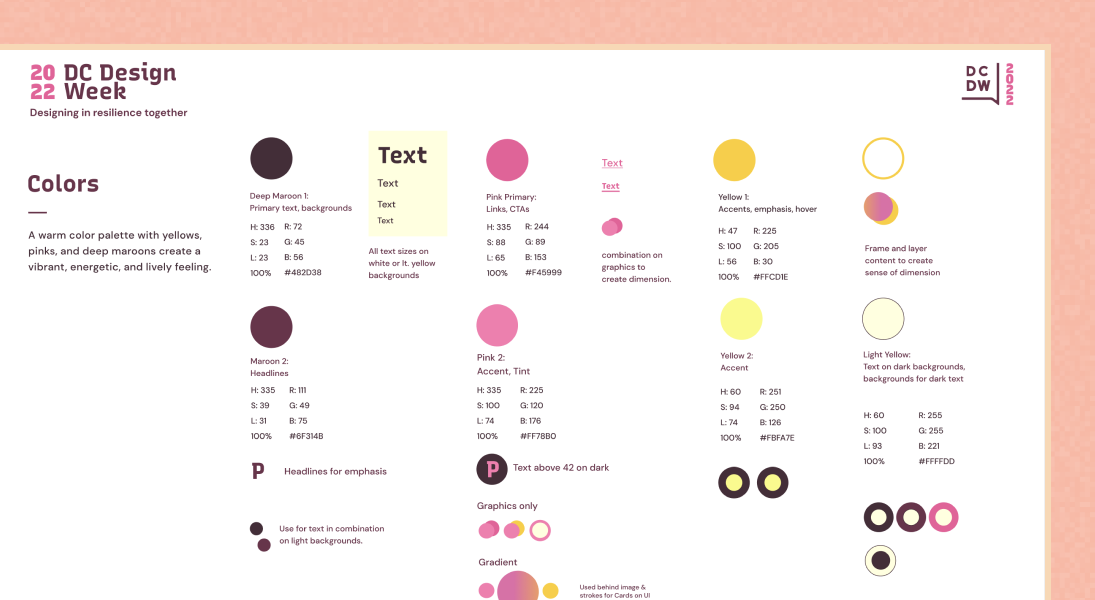 20 DC Design
22 Week
Designing in resilience together
DC
DW
2022
Colors
A warm color palette with yellows,
pinks, and deep maroons create a
vibrant, energetic, and lively feeling.
Deep Maroon 1:
Primary text, backgrounds
H: 336 R: 72
S: 23 G: 45
L: 23 B: 56
100% #482D38
Text
Text
Text
Text
All text sizes on
white or lt. yellow
backgrounds
Pink Primary:
Links, CTAs
H: 335 R: 244
S: 88 G: 89
L: 65 B: 153
100% #F45999
Text
Text
combination on
graphics to
create dimension.
Yellow 1:
Accents, emphasis, hover
H: 47 R: 225
S: 100 G: 205
L: 56 B: 30
100% #FFCD1E
Frame and layer
content to create
sense of dimension
Maroon 2:
Headlines
H: 335 R: 111
S: 39 G: 49
L: 31 B: 75
100% #6F314B
P Headlines for emphasis
Use for text in combination
on light backgrounds.
Pink 2:
Accent, Tint
H: 335 R: 225
S: 100 G: 120
L: 74 B: 176
100% #FF78B0
P Text above 42 on dark
Graphics only
Gradient
Used behind image &
strokes for Cards on UI
Yellow 2:
Accent
H: 60 R: 251
S: 94 G: 250
L: 74 B: 126
100% #FBFA7E
Light Yellow:
Text on dark backgrounds,
backgrounds for dark text
H: 60 R: 255
S: 100 G: 255
L: 93 B: 221
100% #FFFFDD